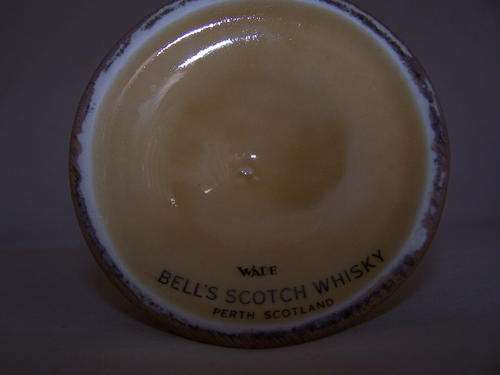 WADE
BELL'S SCOTCH WHISKY
PERTH SCOTLAND